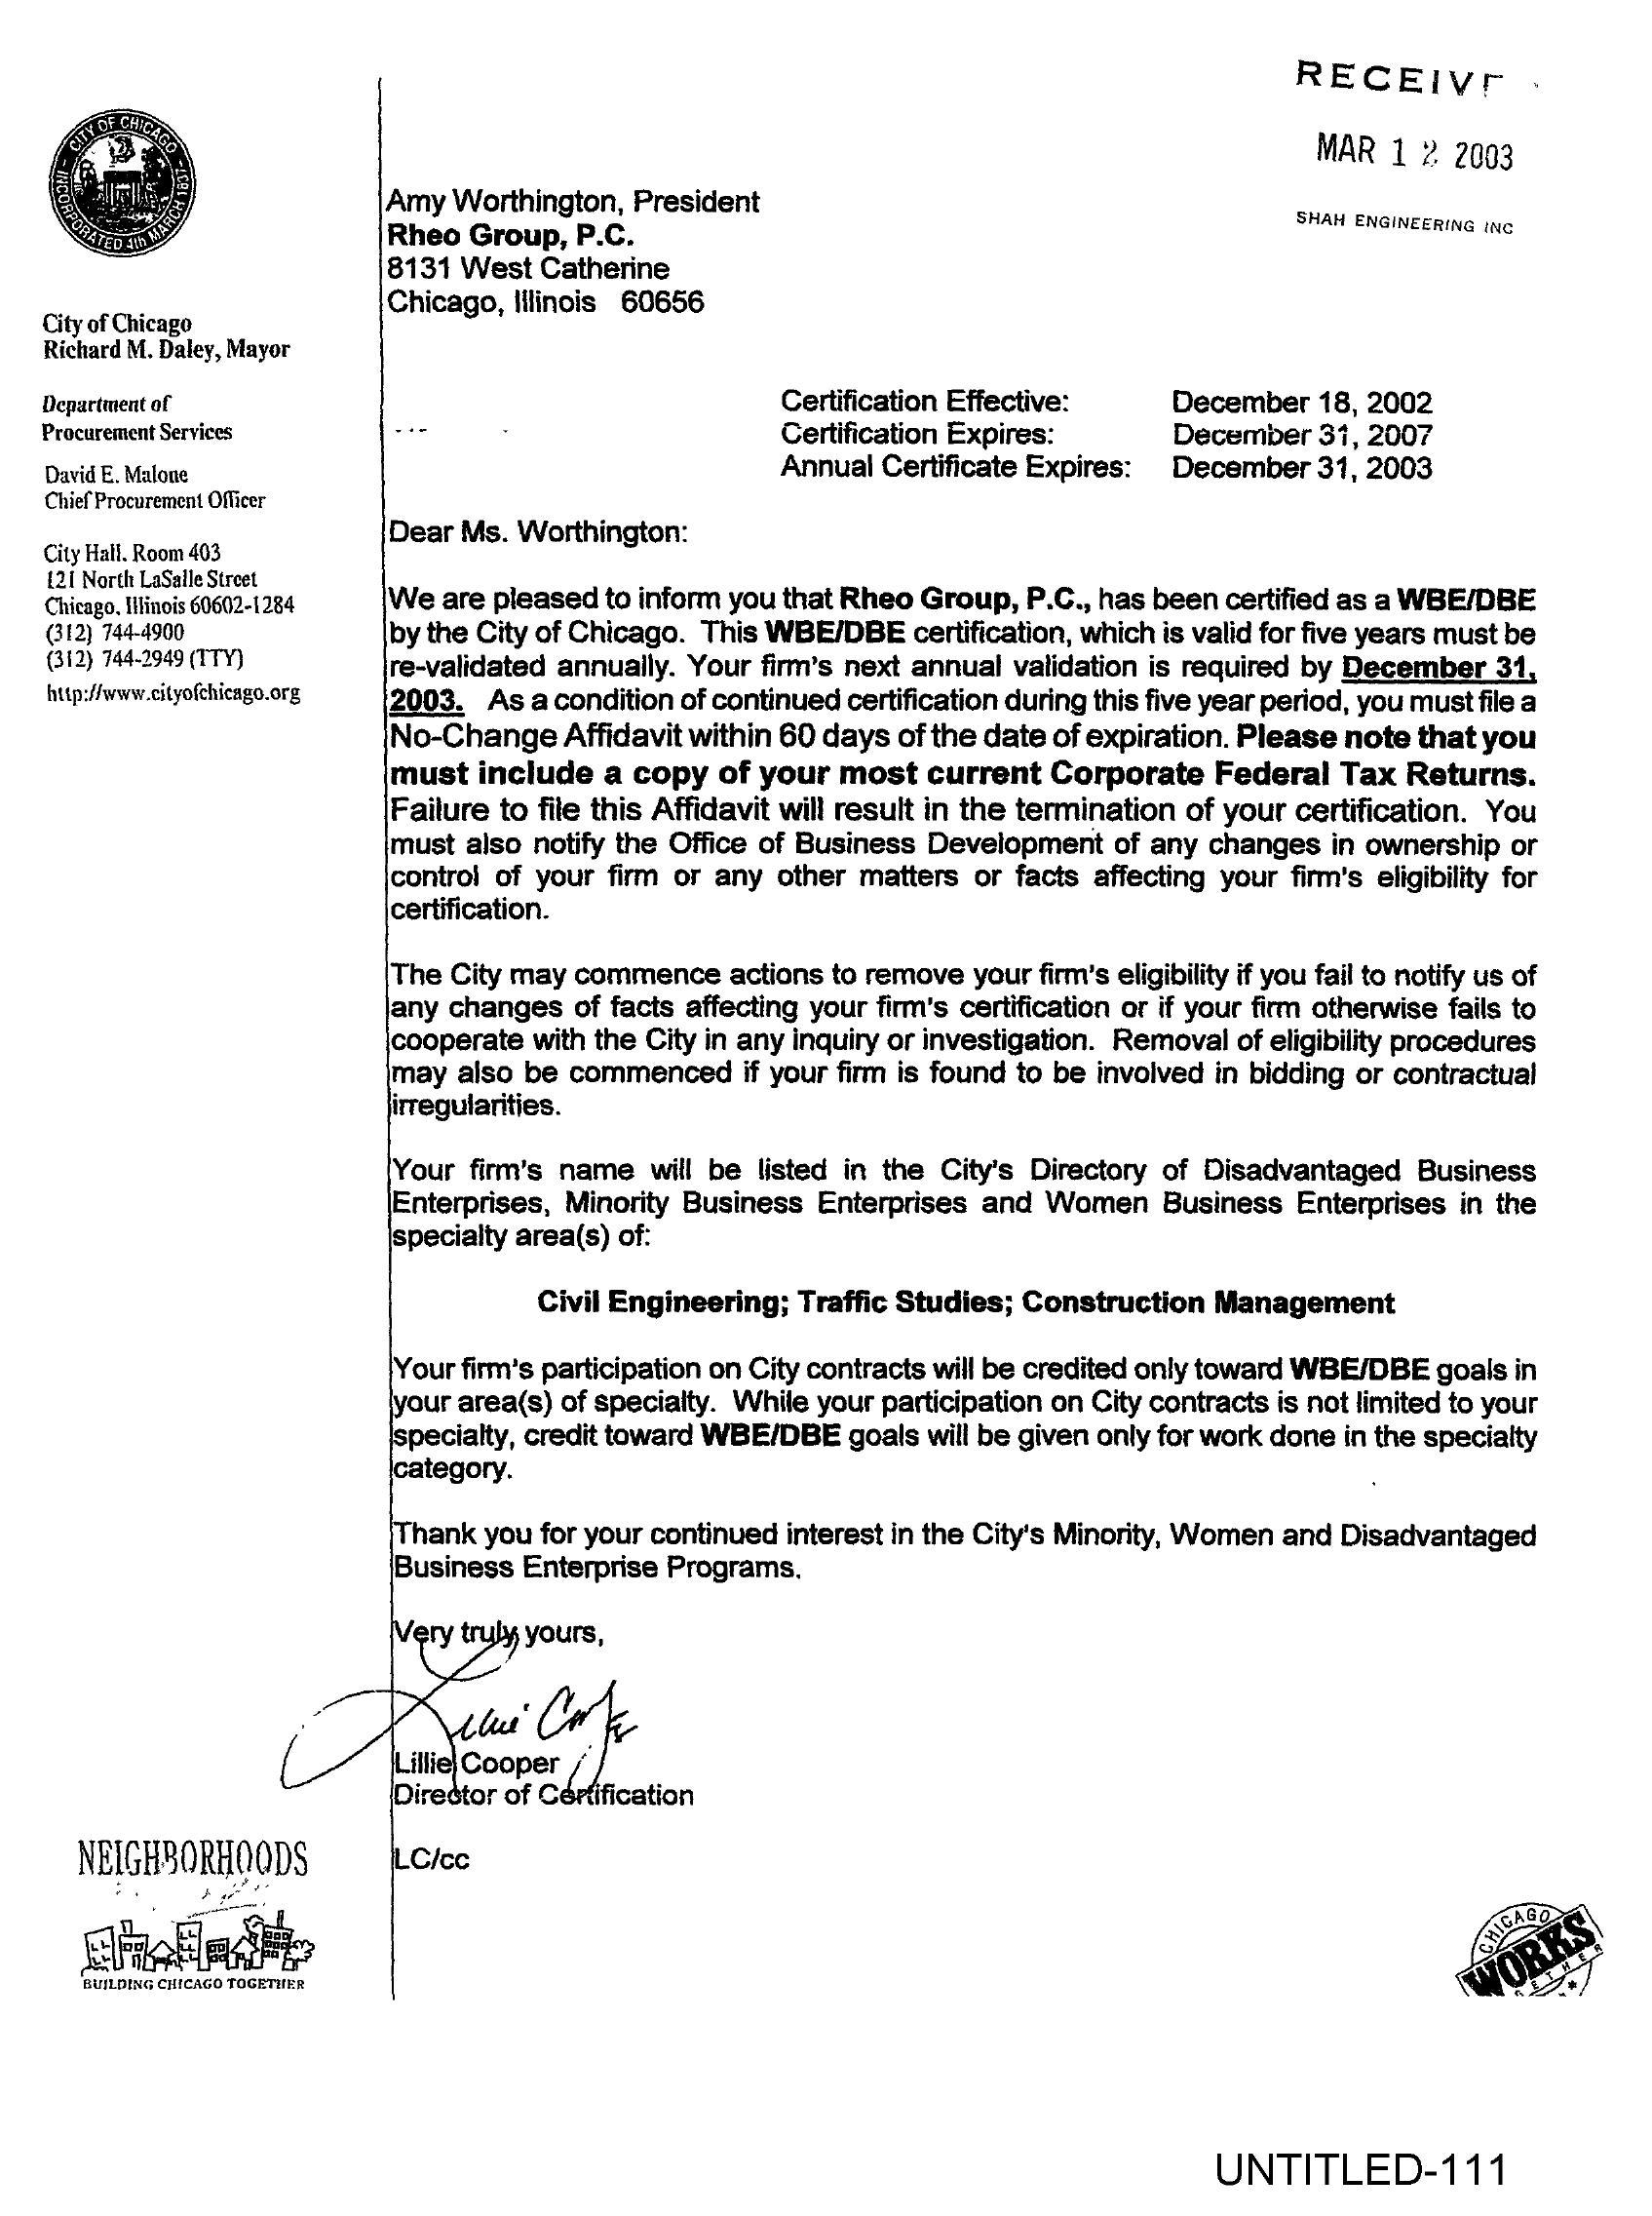 RECEIV
MAR 1 2 2003
SHAH ENGINEERING INC
CITY OF CHICAGO
INCORPORATED 4th MARCH 1837
City of Chicago
Richard M. Daley, Mayor
Department of
Procurement Services
David E. Malone
Chief Procurement Officer
City Hall, Room 403
121 North LaSalle Street
Chicago, Illinois 60602-1284
(312) 744-4900
(312) 744-2949 (TTY)
http://www.cityofchicago.org
Amy Worthington, President
Rheo Group, P.C.
8131 West Catherine
Chicago, Illinois 60656
Certification Effective: December 18, 2002
Certification Expires: December 31, 2007
Annual Certificate Expires: December 31, 2003
Dear Ms. Worthington:
We are pleased to inform you that Rheo Group, P.C., has been certified as a WBE/DBE
by the City of Chicago. This WBE/DBE certification, which is valid for five years must be
re-validated annually. Your firm's next annual validation is required by December 31,
2003. As a condition of continued certification during this five year period, you must file a
No-Change Affidavit within 60 days of the date of expiration. Please note that you
must include a copy of your most current Corporate Federal Tax Returns.
Failure to file this Affidavit will result in the termination of your certification. You
must also notify the Office of Business Development of any changes in ownership or
control of your firm or any other matters or facts affecting your firm's eligibility for
certification.
The City may commence actions to remove your firm's eligibility if you fail to notify us of
any changes of facts affecting your firm's certification or if your firm otherwise fails to
cooperate with the City in any inquiry or investigation. Removal of eligibility procedures
may also be commenced if your firm is found to be involved in bidding or contractual
irregularities.
Your firm's name will be listed in the City's Directory of Disadvantaged Business
Enterprises, Minority Business Enterprises and Women Business Enterprises in the
specialty area(s) of:
Civil Engineering; Traffic Studies; Construction Management
Your firm's participation on City contracts will be credited only toward WBE/DBE goals in
your area(s) of specialty. While your participation on City contracts is not limited to your
specialty, credit toward WBE/DBE goals will be given only for work done in the specialty
category.
Thank you for your continued interest in the City's Minority, Women and Disadvantaged
Business Enterprise Programs.
Very truly yours,
Lillie Cooper
Lillie Cooper
Director of Certification
LC/cc
NEIGHBORHOODS
BUILDING CHICAGO TOGETHER
CHICAGO
WORKS
UNTITLED-111